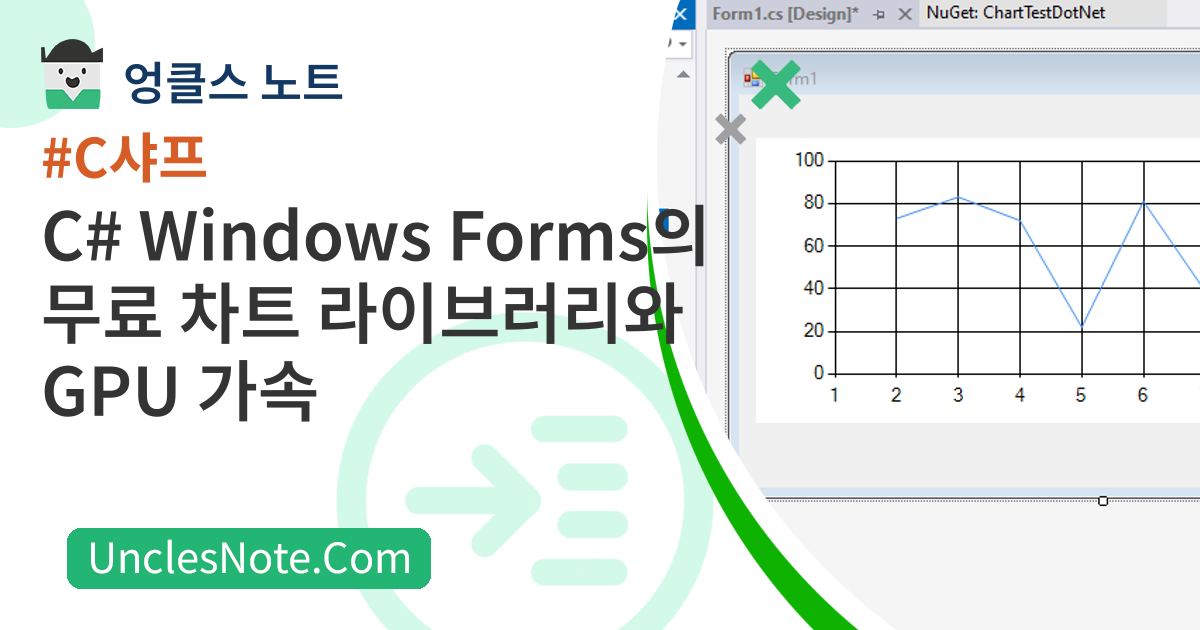 엉클스 노트
#C샤프
C# Windows Forms의
무료 차트 라이브러리와
GPU 가속
UnclesNote.Com
Form1.cs [Design]*
NuGet: ChartTestDotNet
100
80
60
40
20
0
1 2 3 4 5 6